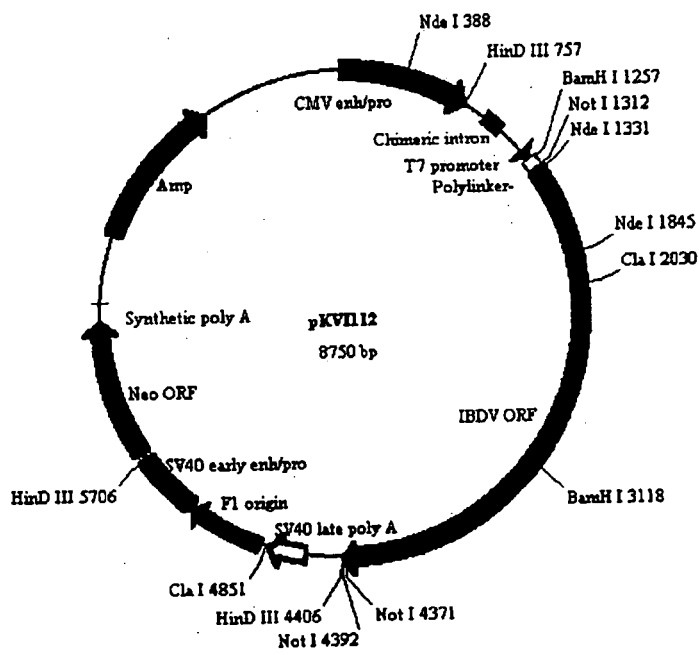 Nde I 388
HinD III 757
CMV enh/pro
BamH I 1257
Not I 1312
Nde I 1331
Chimeric intron
T7 promoter
Polylinker-
Amp
Nde I 1845
Cla I 2030
Synthetic poly A
pKVI112
8750 bp
Neo ORF
IBDV ORF
SV40 early enh/pro
HinD III 5706
F1 origin
BamH I 3118
SV40 late poly A
Cla I 4851
HinD III 4406
Not I 4371
Not I 4392